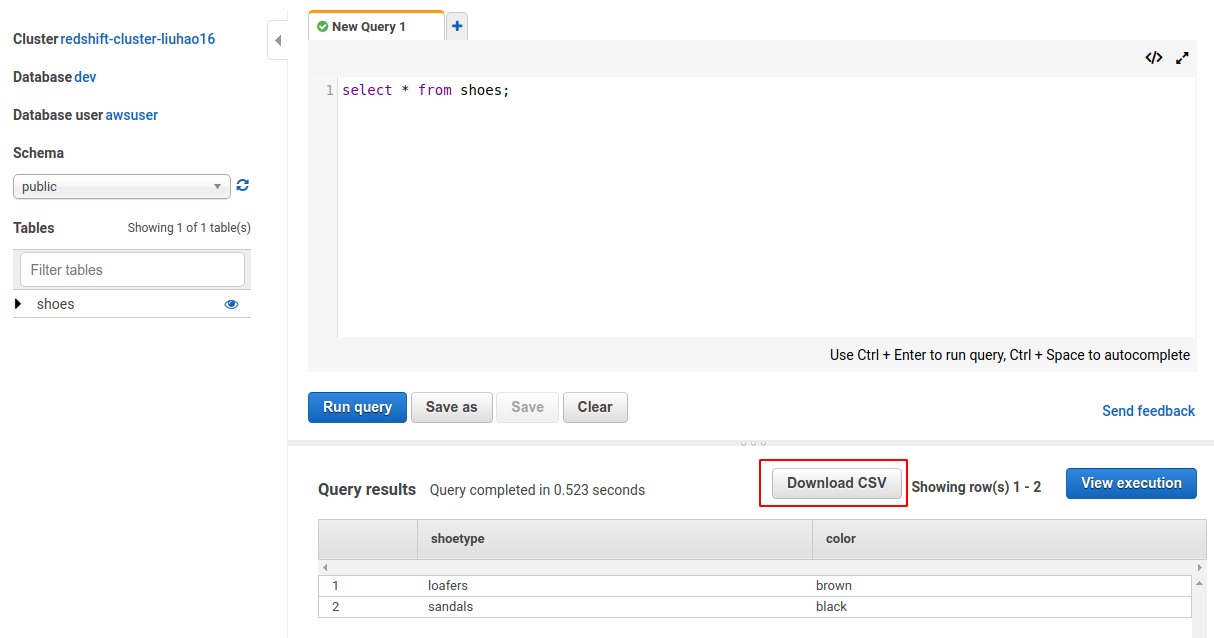 Cluster redshift-cluster-liuhao16
Database dev
Database user awsuser
Schema
public
Tables Showing 1 of 1 table(s)
Filter tables
shoes
New Query 1 +
</>
1 select * from shoes;
Use Ctrl + Enter to run query, Ctrl + Space to autocomplete
Run query Save as Save Clear
Send feedback
Query results Query completed in 0.523 seconds Download CSV Showing row(s) 1 - 2 View execution
shoetype color
1 loafers brown
2 sandals black